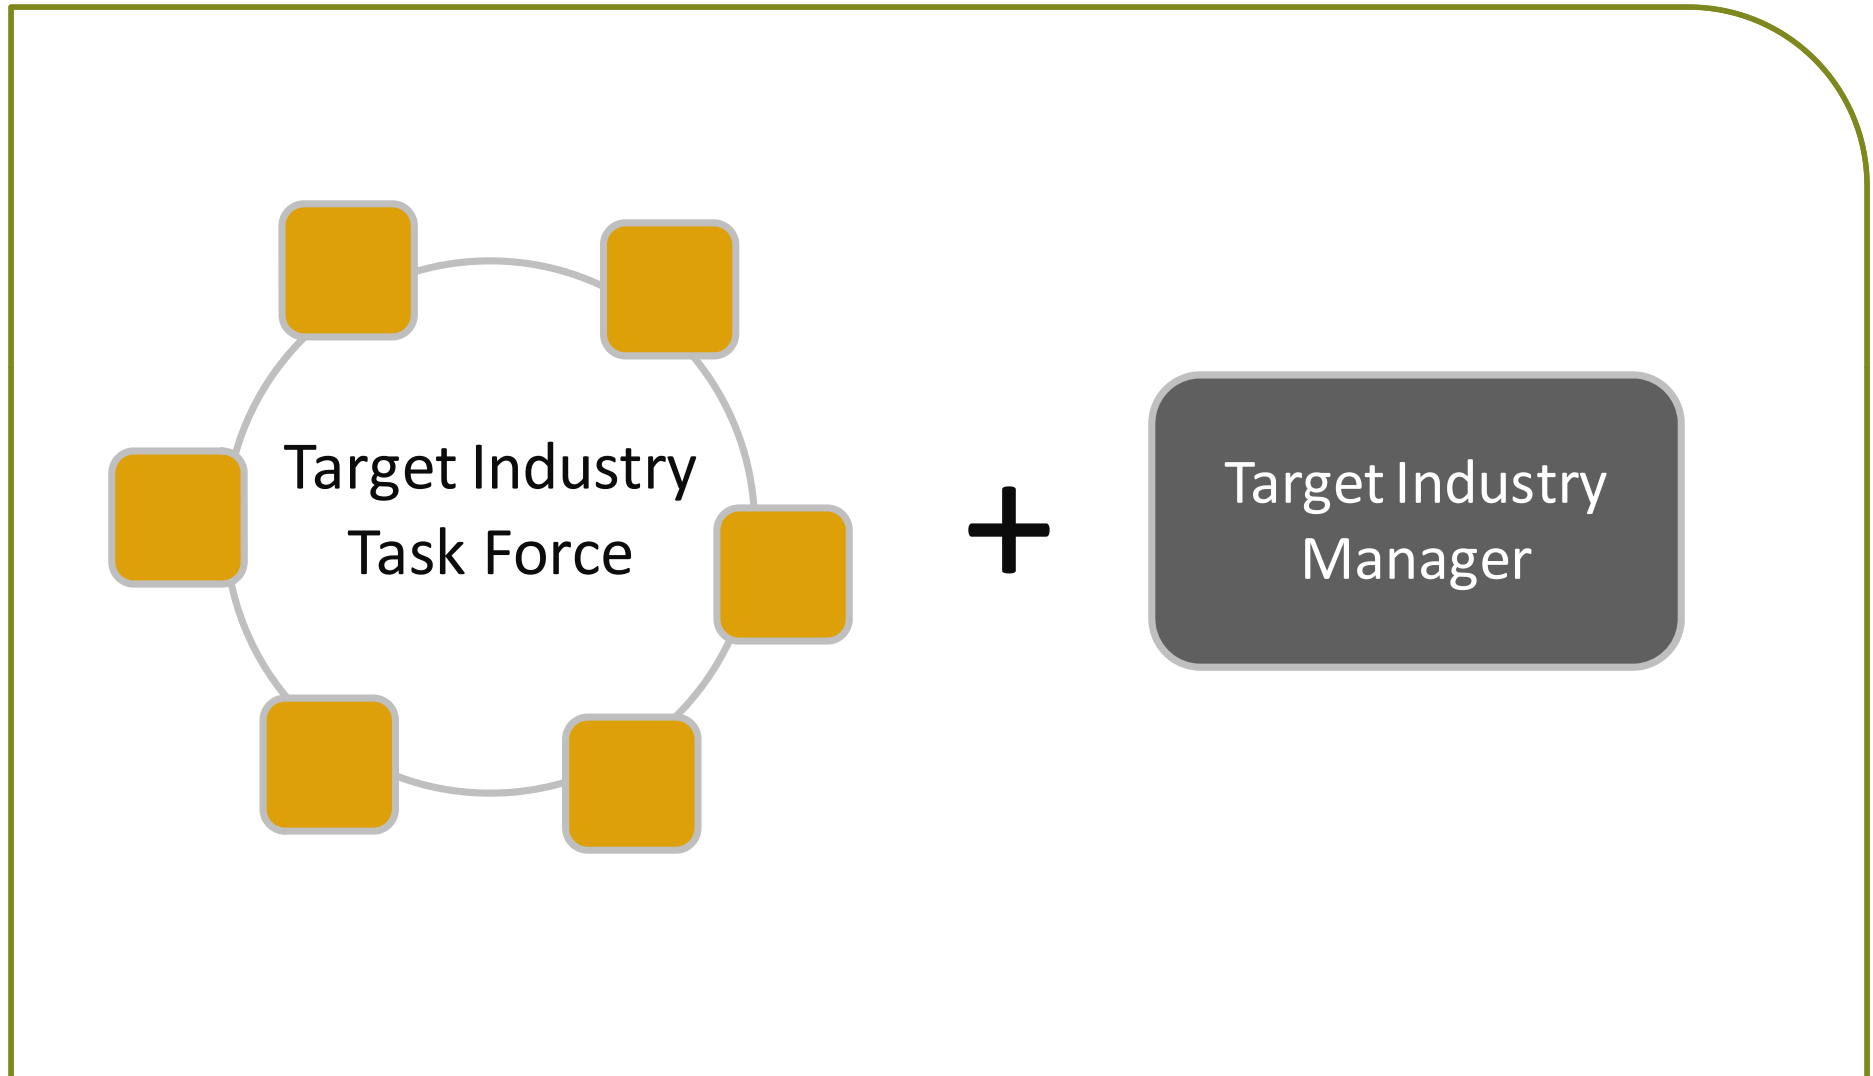 Target Industry
Task Force
+
Target Industry
Manager